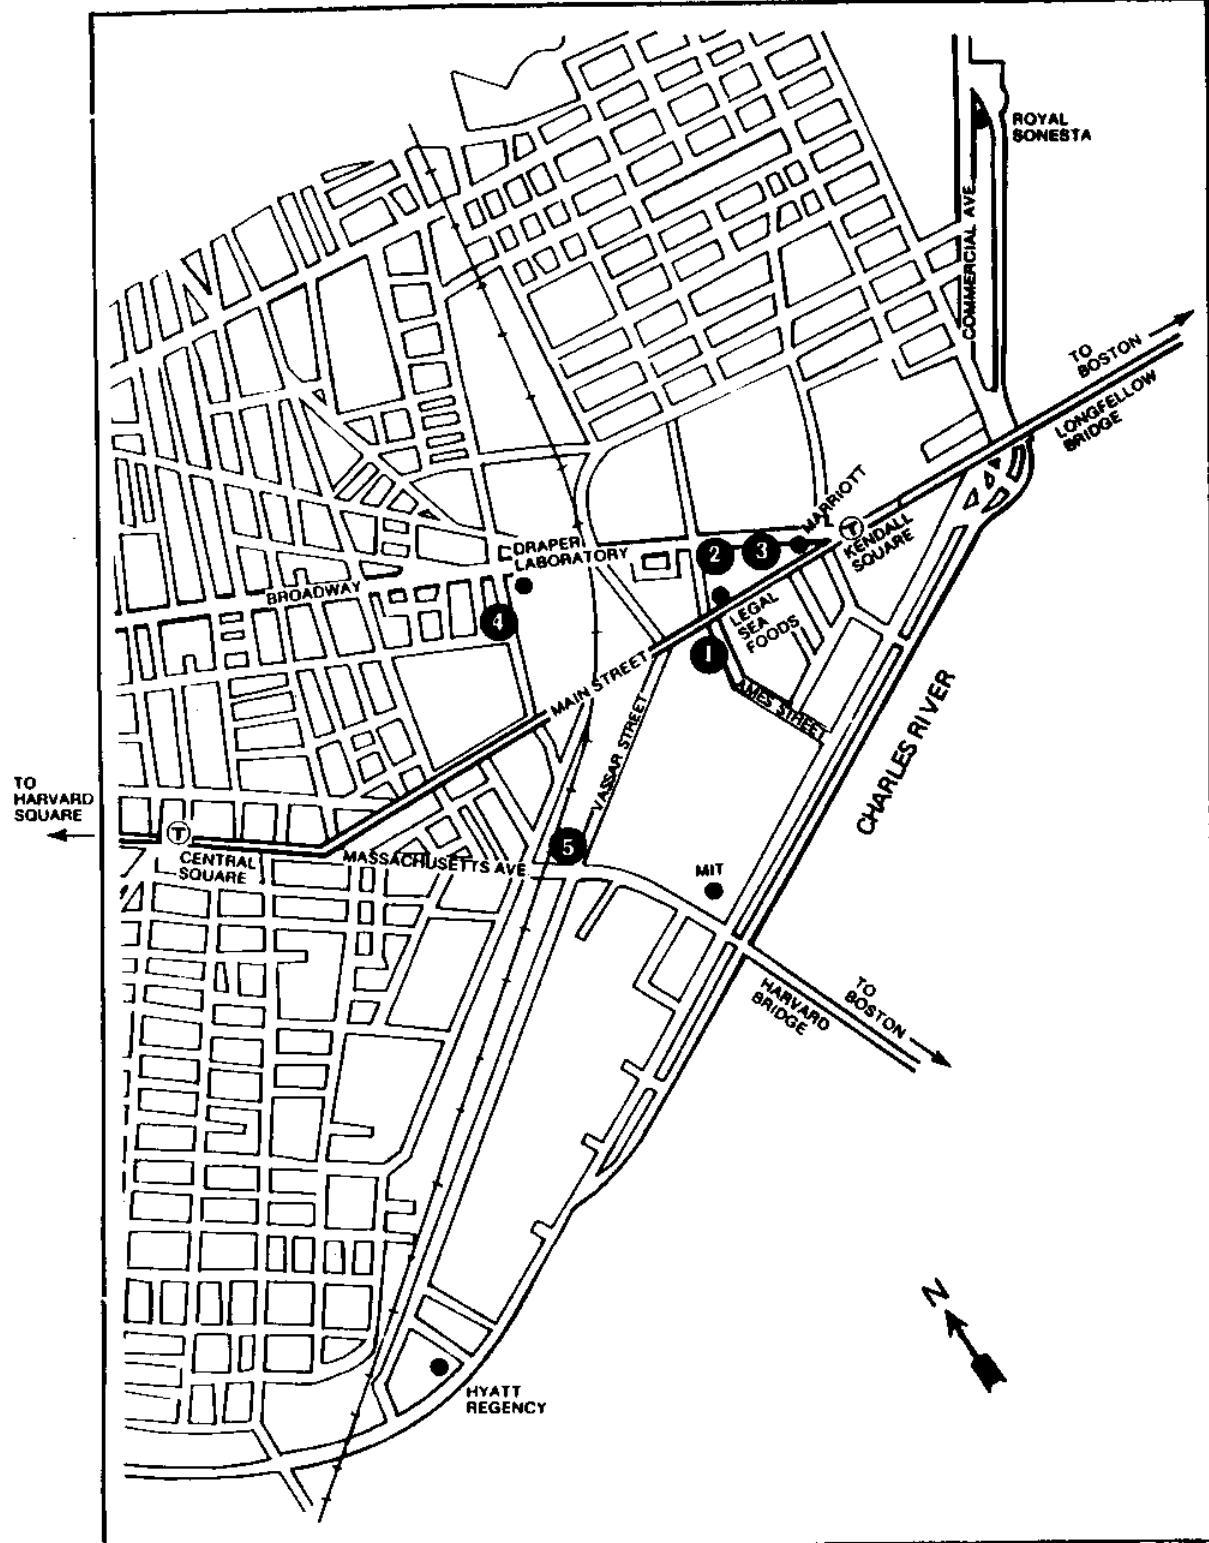 ROYAL
SONESTA
COMMERCIAL AVE
TO
BOSTON
LONGFELLOW
BRIDGE
MARRIOTT
T
KENDALL
SQUARE
DRAPER
LABORATORY
2
3
BROADWAY
4
LEGAL
SEA
FOODS
1
MAIN STREET
AMES STREET
VASSAR STREET
CHARLES RIVER
TO
HARVARD
SQUARE
T
CENTRAL
SQUARE
MASSACHUSETTS AVE
5
MIT
HARVARD
BRIDGE
TO
BOSTON
N
HYATT
REGENCY